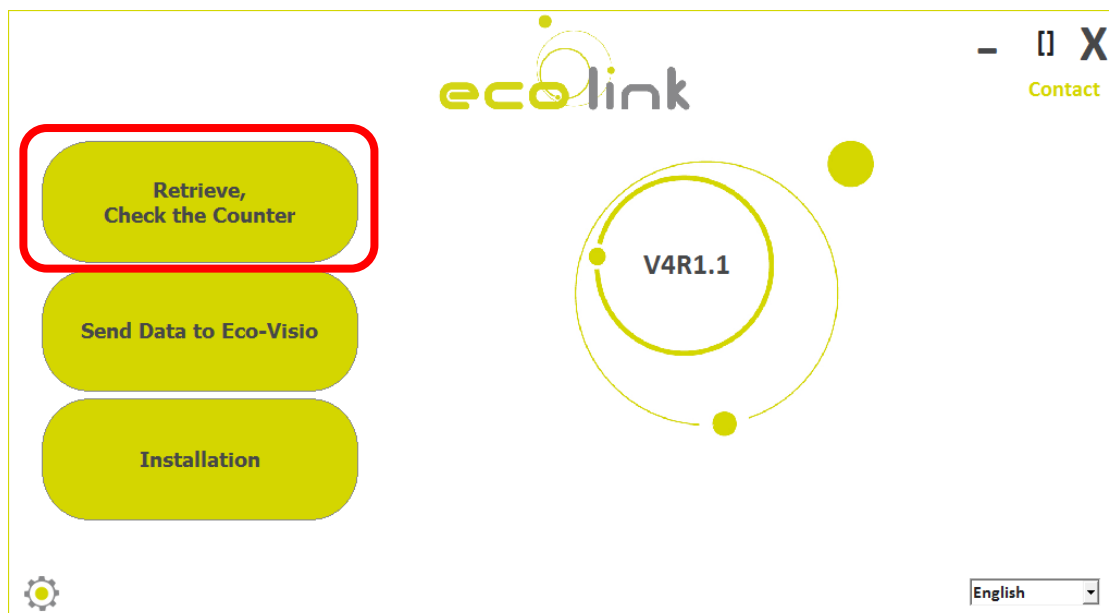 ecolink
– [] X
Contact
Retrieve,
Check the Counter
V4R1.1
Send Data to Eco-Visio
Installation
English